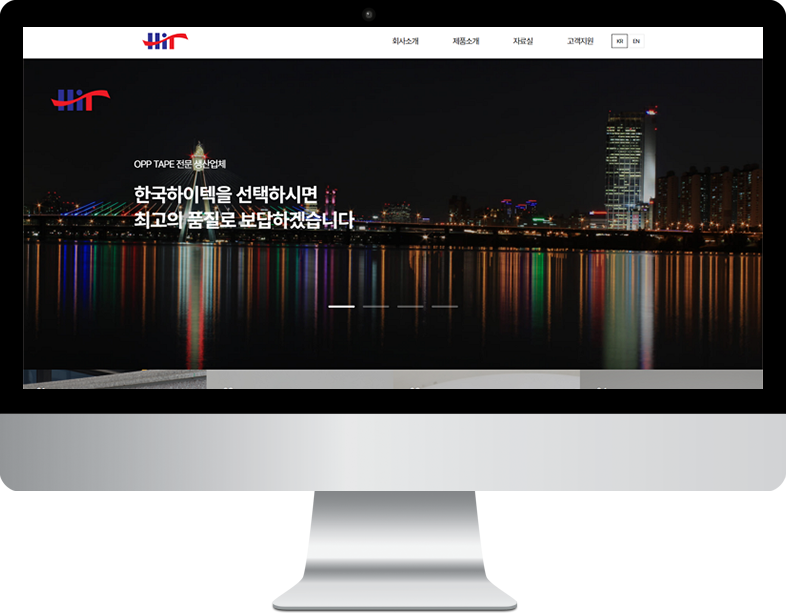 HiT
회사소개
제품소개
자료실
고객지원
KR
EN
HiT
OPP TAPE 전문 생산업체
한국하이텍을 선택하시면
최고의 품질로 보답하겠습니다